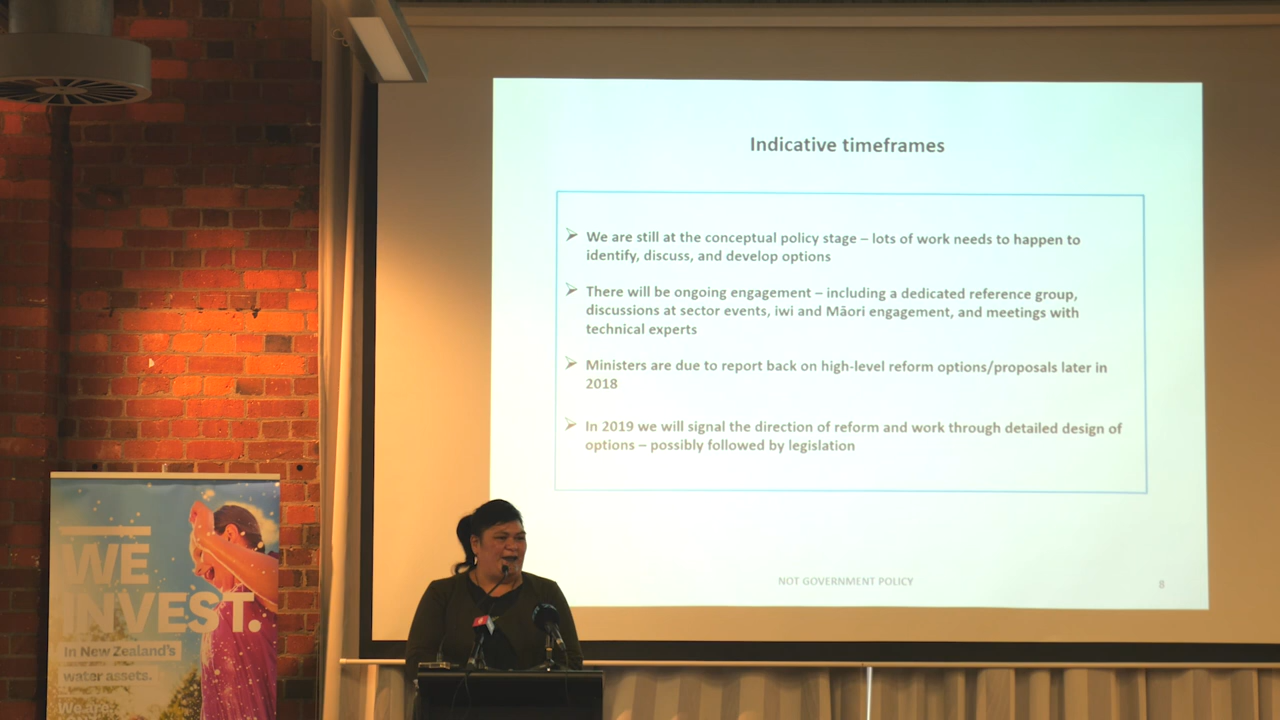 Indicative timeframes
➢ We are still at the conceptual policy stage – lots of work needs to happen to
identify, discuss, and develop options
➢ There will be ongoing engagement – including a dedicated reference group,
discussions at sector events, iwi and Māori engagement, and meetings with
technical experts
➢ Ministers are due to report back on high-level reform options/proposals later in
2018
➢ In 2019 we will signal the direction of reform and work through detailed design of
options – possibly followed by legislation
NOT GOVERNMENT POLICY
8
WE
INVEST.
In New Zealand's
water assets.
We are